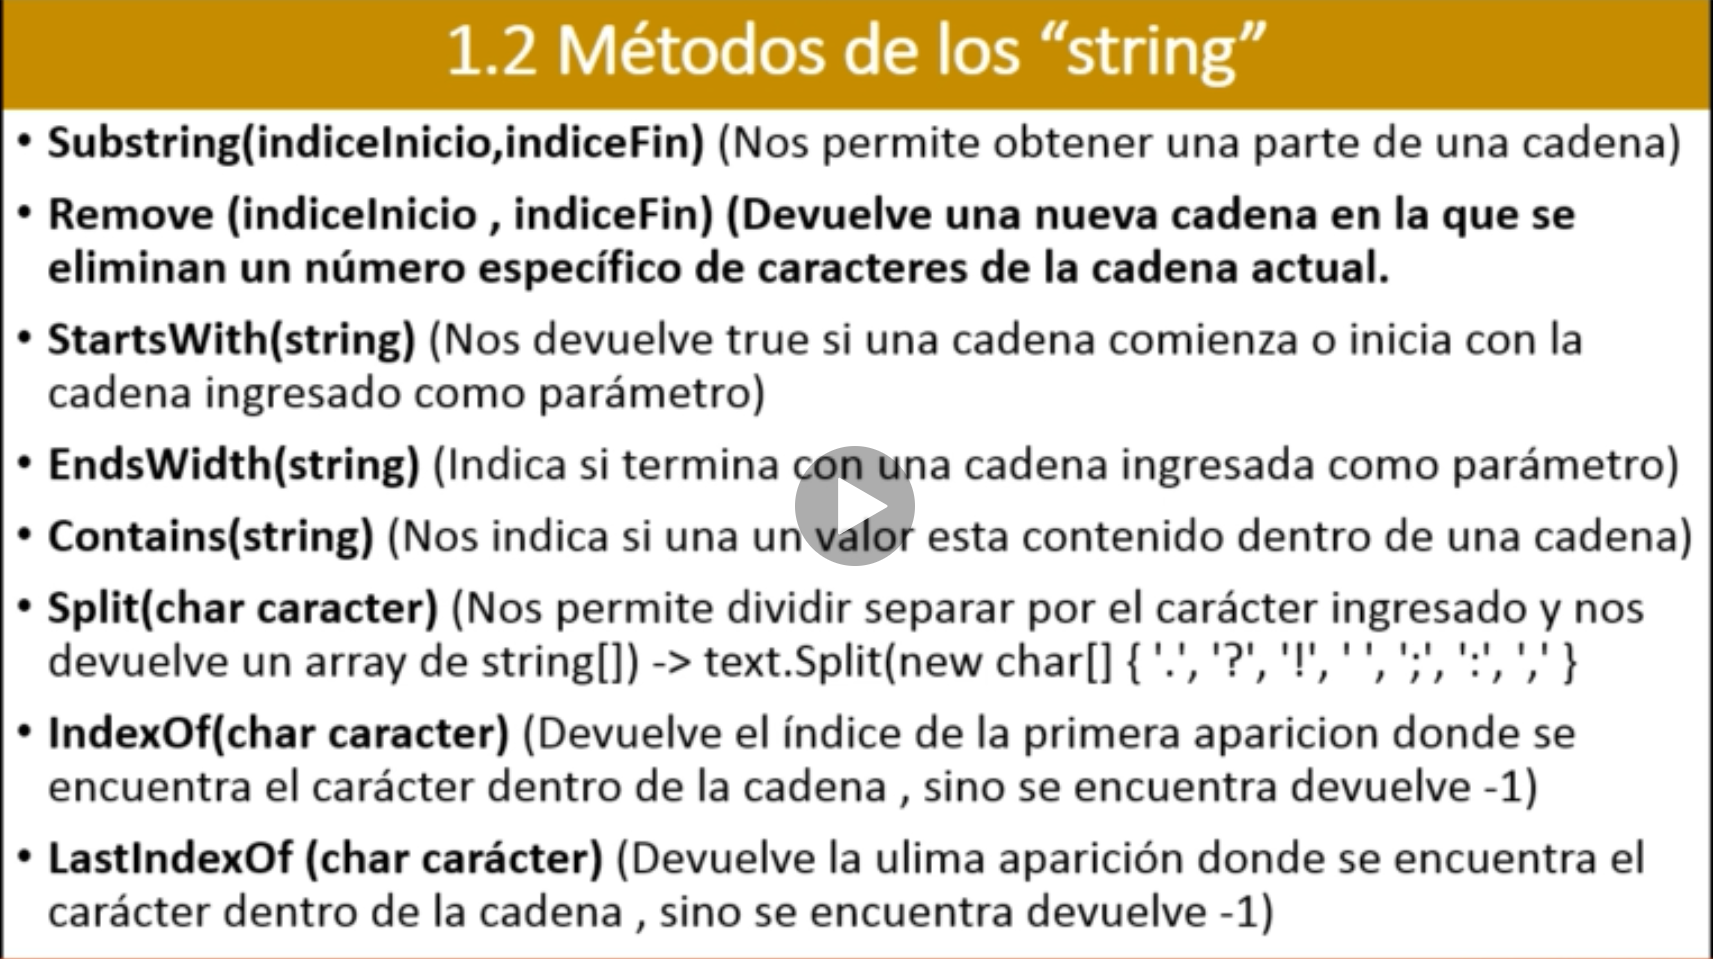 1.2 Métodos de los “string”
• Substring(indiceInicio,indiceFin) (Nos permite obtener una parte de una cadena)
• Remove (indiceInicio , indiceFin) (Devuelve una nueva cadena en la que se
eliminan un número específico de caracteres de la cadena actual.
• StartsWith(string) (Nos devuelve true si una cadena comienza o inicia con la
cadena ingresado como parámetro)
• EndsWidth(string) (Indica si termina con una cadena ingresada como parámetro)
• Contains(string) (Nos indica si una un valor esta contenido dentro de una cadena)
• Split(char caracter) (Nos permite dividir separar por el carácter ingresado y nos
devuelve un array de string[]) -> text.Split(new char[] { '.', '?', '!', ' ', ';', ':', ',' }
• IndexOf(char caracter) (Devuelve el índice de la primera aparicion donde se
encuentra el carácter dentro de la cadena , sino se encuentra devuelve -1)
• LastIndexOf (char carácter) (Devuelve la ulima aparición donde se encuentra el
carácter dentro de la cadena , sino se encuentra devuelve -1)